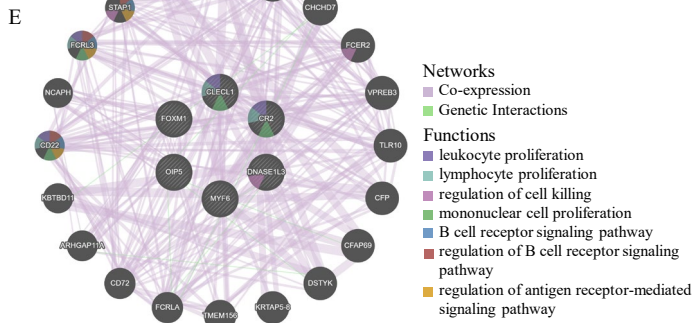 E
STAP1
CHCHD7
FCRL3
FCER2
NCAPH
CLECL1
VPREB3
FOXM1
CR2
CD22
TLR10
OIP5
DNASE1L3
MYF6
KBTBD11
CFP
ARHGAP11A
CFAP69
CD72
DSTYK
FCRLA
TMEM156
KRTAP5-8
Networks
Co-expression
Genetic Interactions
Functions
leukocyte proliferation
lymphocyte proliferation
regulation of cell killing
mononuclear cell proliferation
B cell receptor signaling pathway
regulation of B cell receptor signaling
pathway
regulation of antigen receptor-mediated
signaling pathway